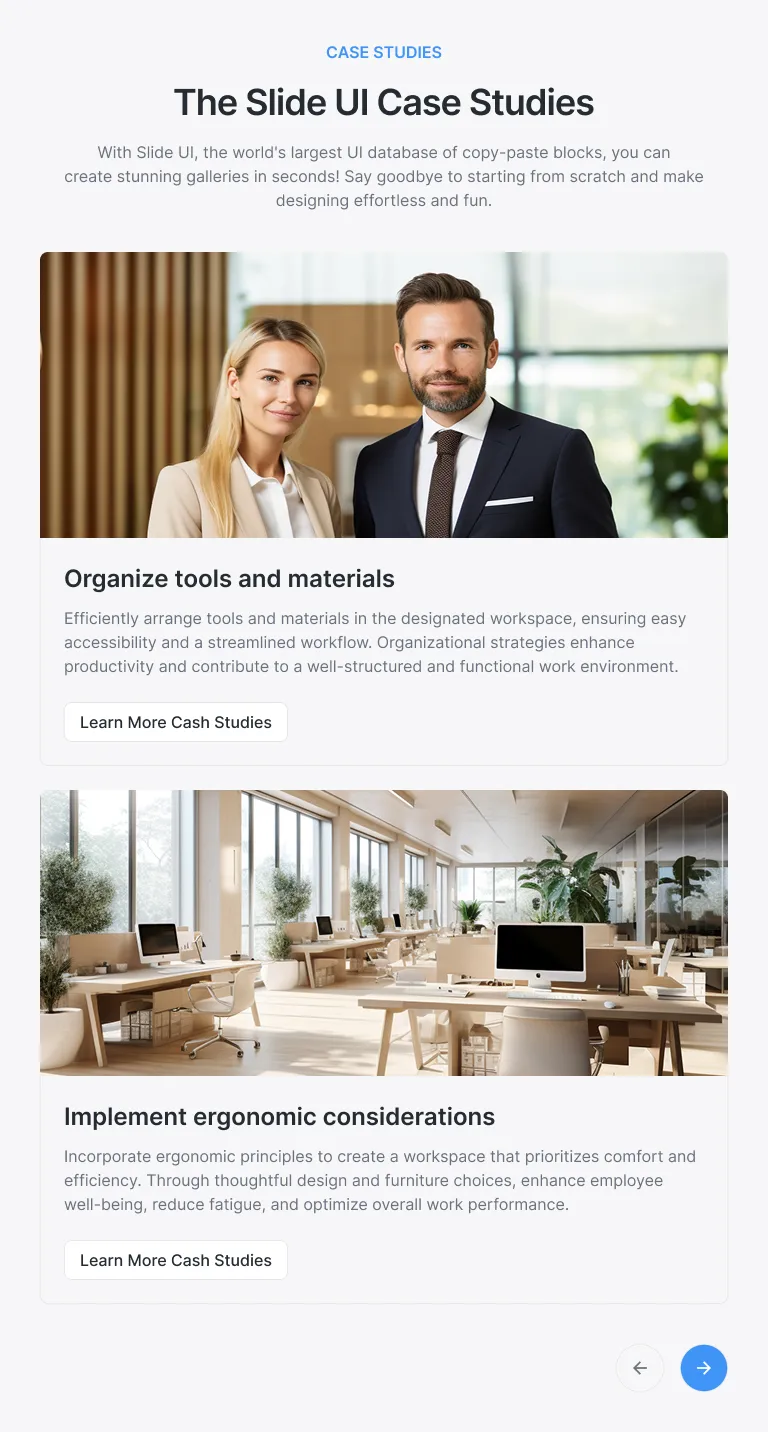 CASE STUDIES
The Slide UI Case Studies
With Slide UI, the world's largest UI database of copy-paste blocks, you can
create stunning galleries in seconds! Say goodbye to starting from scratch and make
designing effortless and fun.
Organize tools and materials
Efficiently arrange tools and materials in the designated workspace, ensuring easy
accessibility and a streamlined workflow. Organizational strategies enhance
productivity and contribute to a well-structured and functional work environment.
Learn More Cash Studies
Implement ergonomic considerations
Incorporate ergonomic principles to create a workspace that prioritizes comfort and
efficiency. Through thoughtful design and furniture choices, enhance employee
well-being, reduce fatigue, and optimize overall work performance.
Learn More Cash Studies